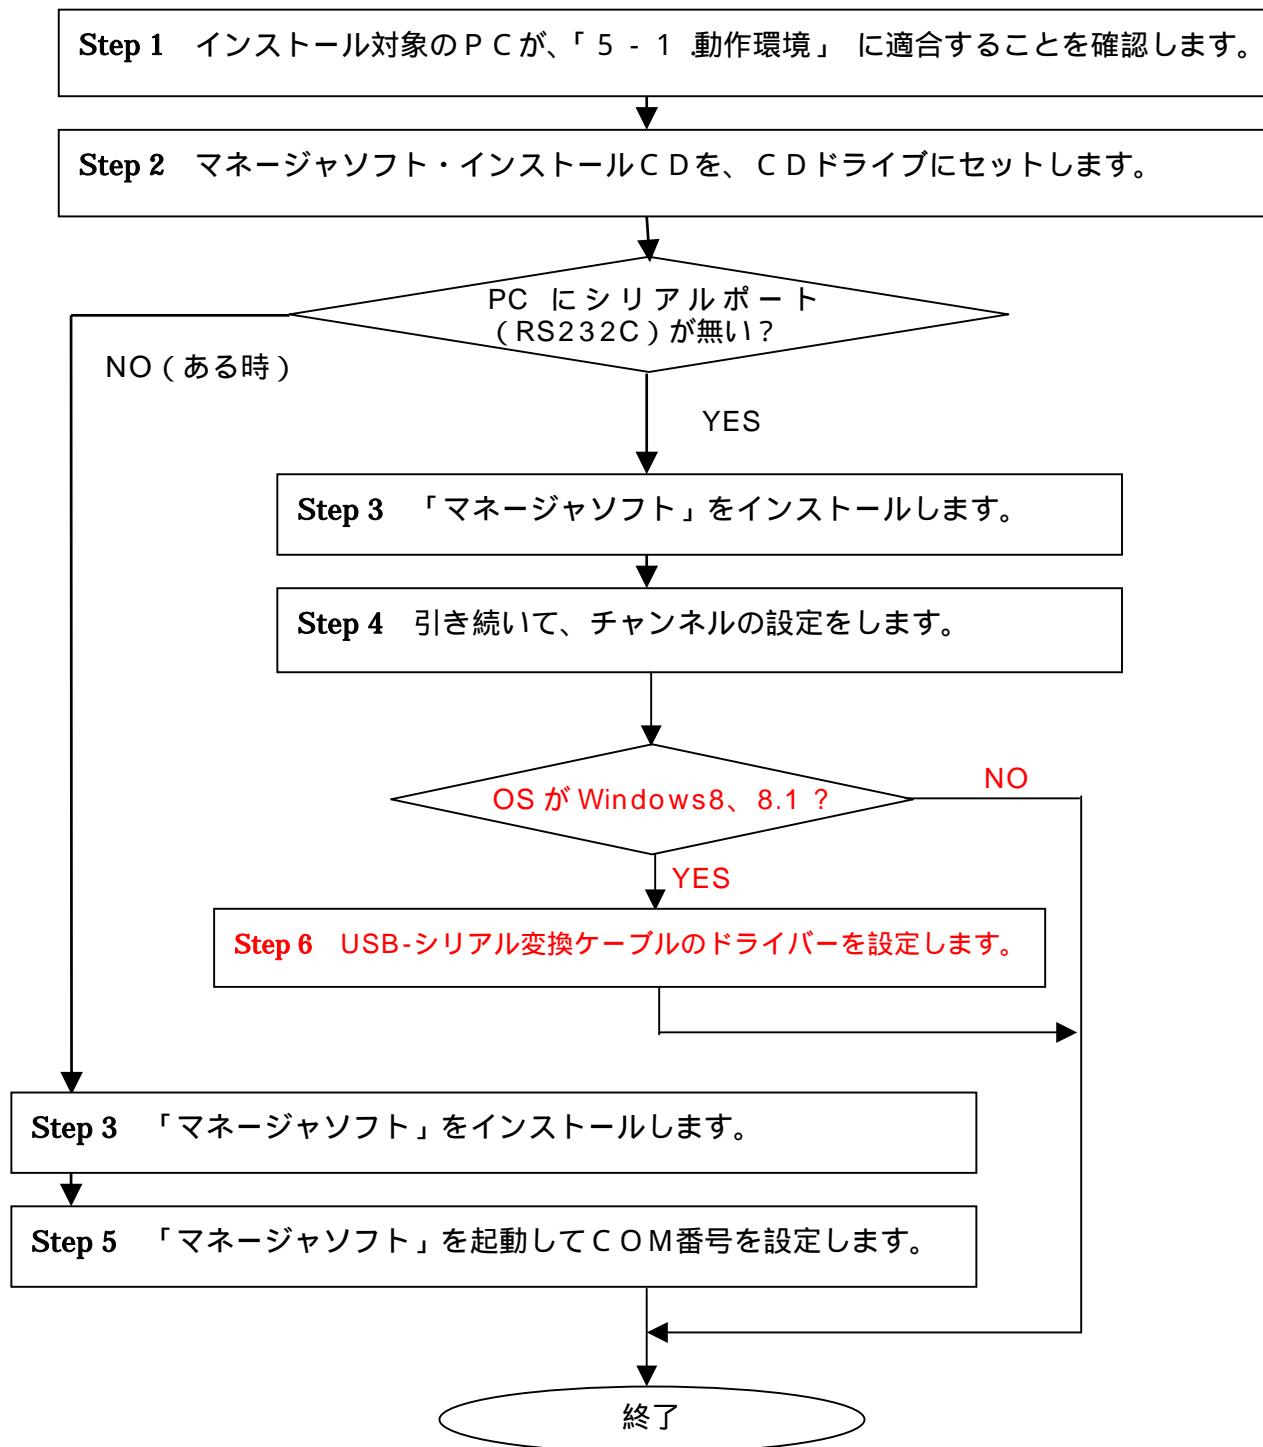 Step 1 インストール対象のＰＣが、「５-１.動作環境」 に適合することを確認します。
Step 2 マネージャソフト・インストールＣＤを、ＣＤドライブにセットします。
PC にシリアルポート
（RS232C）が無い？
NO（ある時）
YES
Step 3 「マネージャソフト」をインストールします。
Step 4 引き続いて、チャンネルの設定をします。
OS が Windows8、8.1 ？
NO
YES
Step 6 USB-シリアル変換ケーブルのドライバーを設定します。
Step 3 「マネージャソフト」をインストールします。
Step 5 「マネージャソフト」を起動してＣＯＭ番号を設定します。
終了